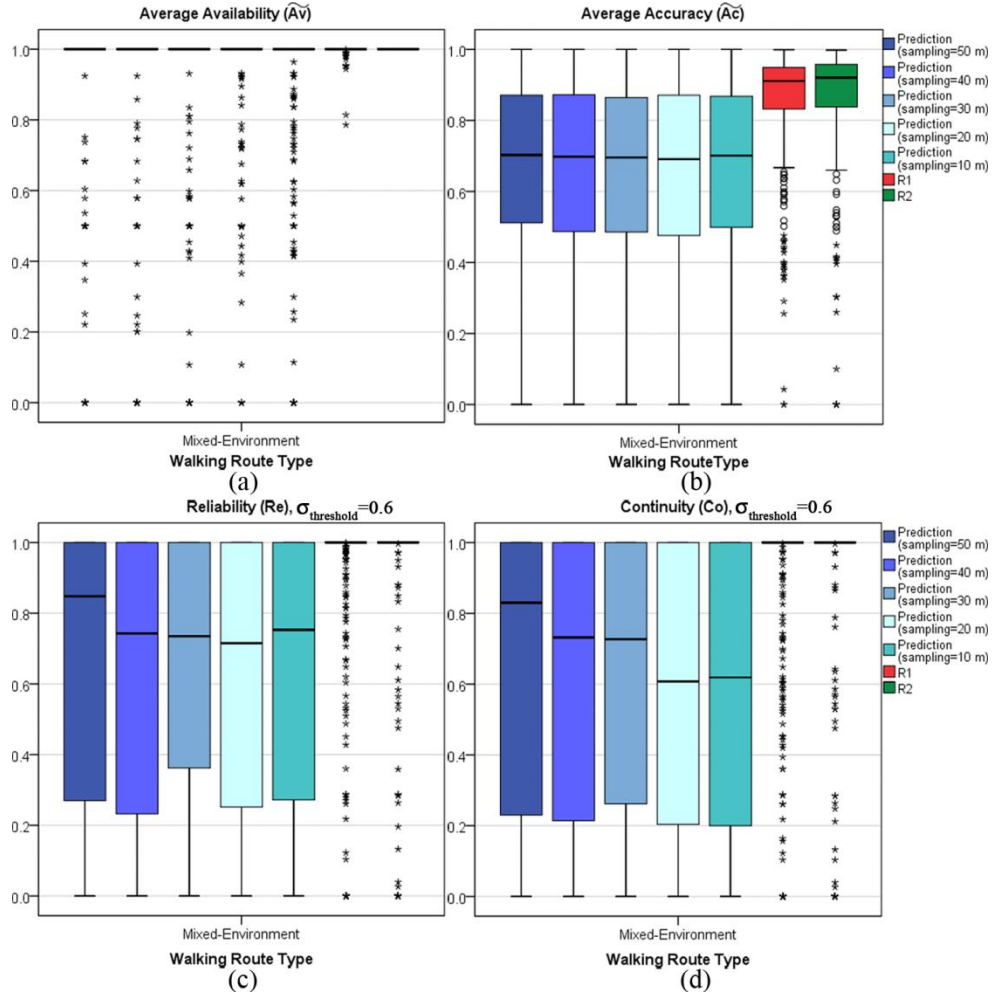 Average Availability (Av)
1.0
0.8
0.6
0.4
0.2
0.0
Mixed-Environment
Walking Route Type
(a)
Average Accuracy (Ac)
1.0
0.8
0.6
0.4
0.2
0.0
Mixed-Environment
Walking RouteType
(b)
Prediction
(sampling=50 m)
Prediction
(sampling=40 m)
Prediction
(sampling=30 m)
Prediction
(sampling=20 m)
Prediction
(sampling=10 m)
R1
R2
Reliability (Re), σthreshold=0.6
1.0
0.8
0.6
0.4
0.2
0.0
Mixed-Environment
Walking Route Type
(c)
Continuity (Co), σthreshold=0.6
1.0
0.8
0.6
0.4
0.2
0.0
Mixed-Environment
Walking Route Type
(d)
Prediction
(sampling=50 m)
Prediction
(sampling=40 m)
Prediction
(sampling=30 m)
Prediction
(sampling=20 m)
Prediction
(sampling=10 m)
R1
R2